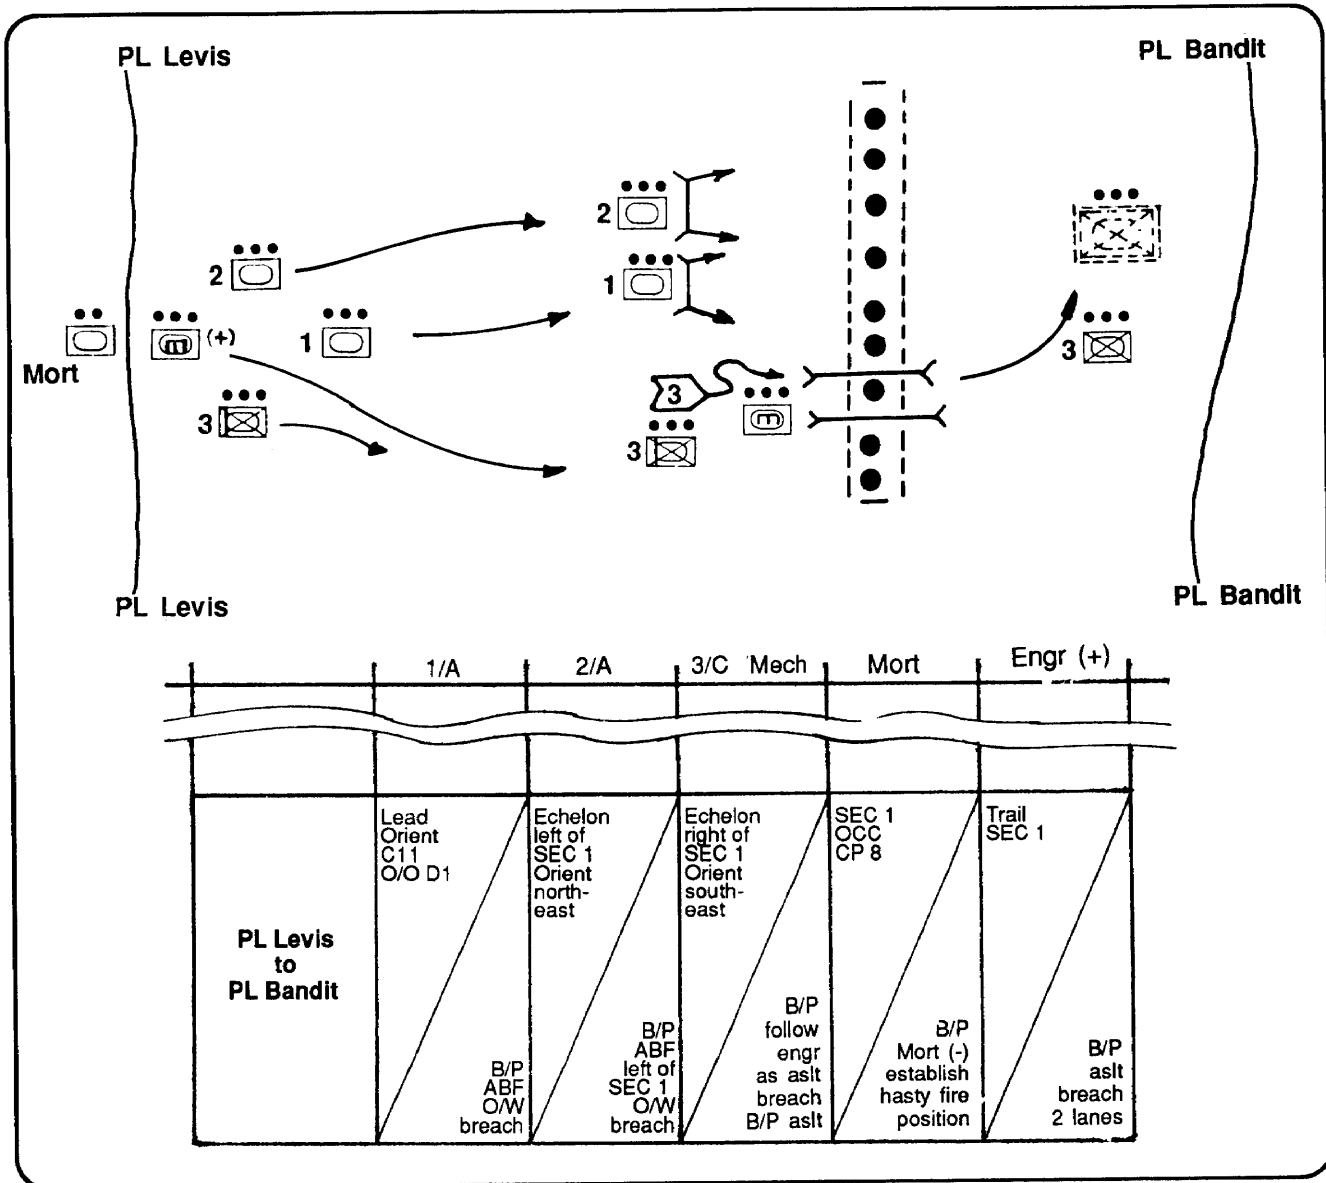 PL Levis
PL Bandit
2
2
1
Mort
(+)
1
3
3
3
3
PL Levis
PL Bandit
1/A
2/A
3/C Mech
Mort
Engr (+)
PL Levis
to
PL Bandit
Lead
Orient
C11
O/O D1
B/P
ABF
O/W
breach
Echelon
left of
SEC 1
Orient
north-
east
B/P
ABF
left of
SEC 1
O/W
breach
Echelon
right of
SEC 1
Orient
south-
east
B/P
follow
engr
as aslt
breach
B/P aslt
SEC 1
OCC
CP 8
B/P
Mort (-)
establish
hasty fire
position
Trail
SEC 1
B/P
aslt
breach
2 lanes